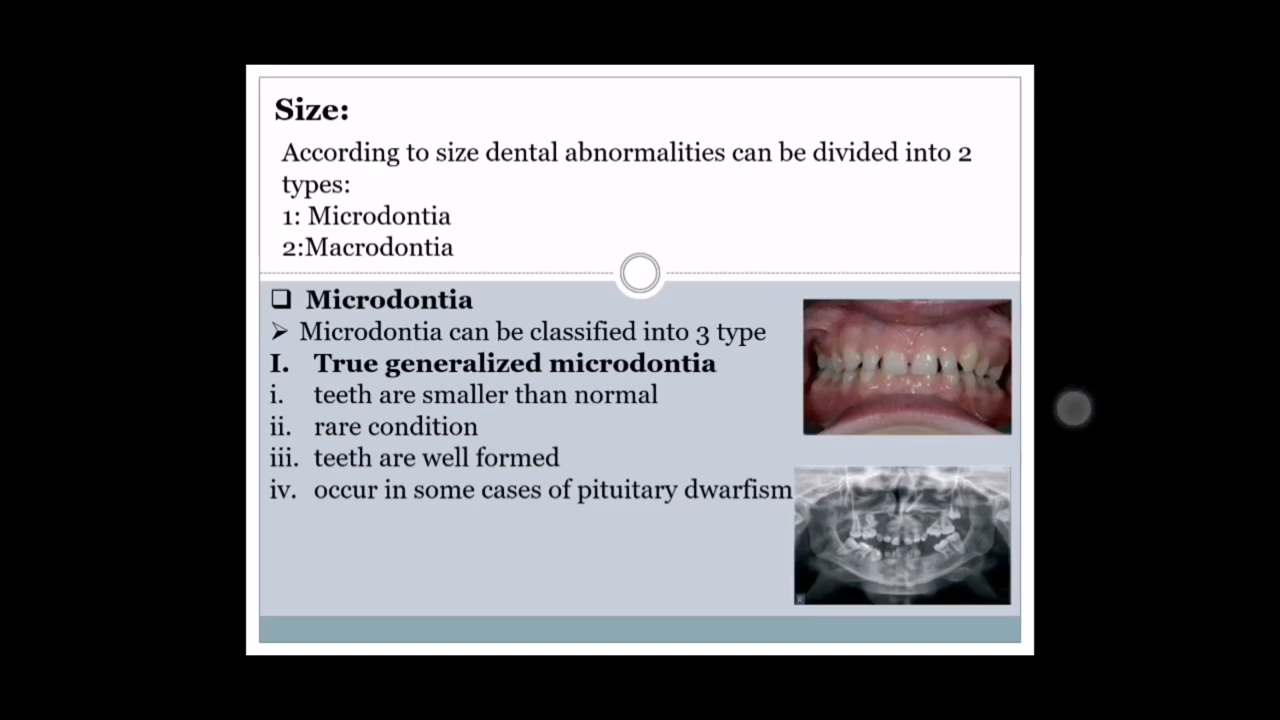 Size:
According to size dental abnormalities can be divided into 2
types:
1: Microdontia
2:Macrodontia
❑ Microdontia
➢ Microdontia can be classified into 3 type
I. True generalized microdontia
i. teeth are smaller than normal
ii. rare condition
iii. teeth are well formed
iv. occur in some cases of pituitary dwarfism